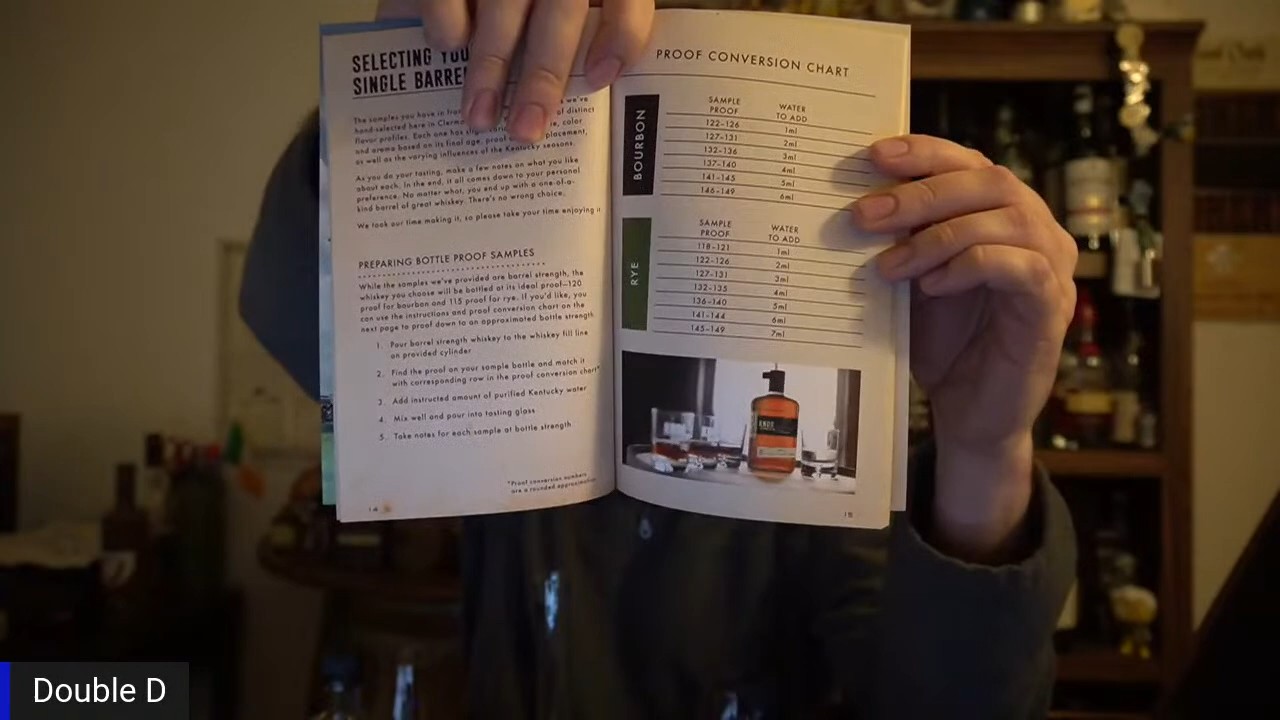 SELECTING YOU
SINGLE BARRE
The samples you have in fro we've
hand-selected here in Clerm of distinct
flavor profiles. Each one has color
and aroma based on its final age, proof placement,
as well as the varying influences of the Kentucky seasons.
As you do your tasting, make a few notes on what you like
about each. In the end, it all comes down to your personal
preference. No matter what, you end up with a one-of-a-
kind barrel of great whiskey. There's no wrong choice.
We took our time making it, so please take your time enjoying it
PREPARING BOTTLE PROOF SAMPLES
While the samples we've provided are barrel strength, the
whiskey you choose will be bottled at its ideal proof—120
proof for bourbon and 115 proof for rye. If you'd like, you
can use the instructions and proof conversion chart on the
next page to proof down to an approximated bottle strength.
1. Pour barrel strength whiskey to the whiskey fill line
on provided cylinder
2. Find the proof on your sample bottle and match it
with corresponding row in the proof conversion chart*
3. Add instructed amount of purified Kentucky water
4. Mix well and pour into tasting glass
5. Take notes for each sample at bottle strength
*Proof conversion numbers
are a rounded approximation
14
PROOF CONVERSION CHART
BOURBON
SAMPLE PROOF WATER TO ADD
122-126 1ml
127-131 2ml
132-136 3ml
137-140 4ml
141-145 5ml
146-149 6ml
RYE
SAMPLE PROOF WATER TO ADD
118-121 1ml
122-126 2ml
127-131 3ml
132-135 4ml
136-140 5ml
141-144 6ml
145-149 7ml
KNOB
15
Double D